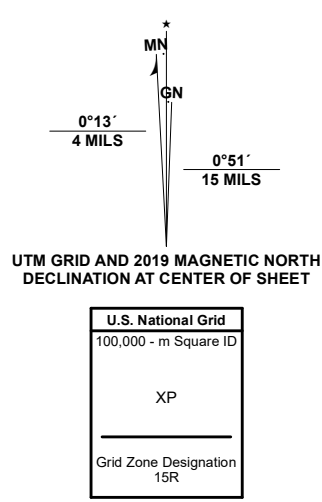 MN
GN
0°13´
4 MILS
0°51´
15 MILS
UTM GRID AND 2019 MAGNETIC NORTH
DECLINATION AT CENTER OF SHEET
U.S. National Grid
100,000 - m Square ID
XP
Grid Zone Designation
15R